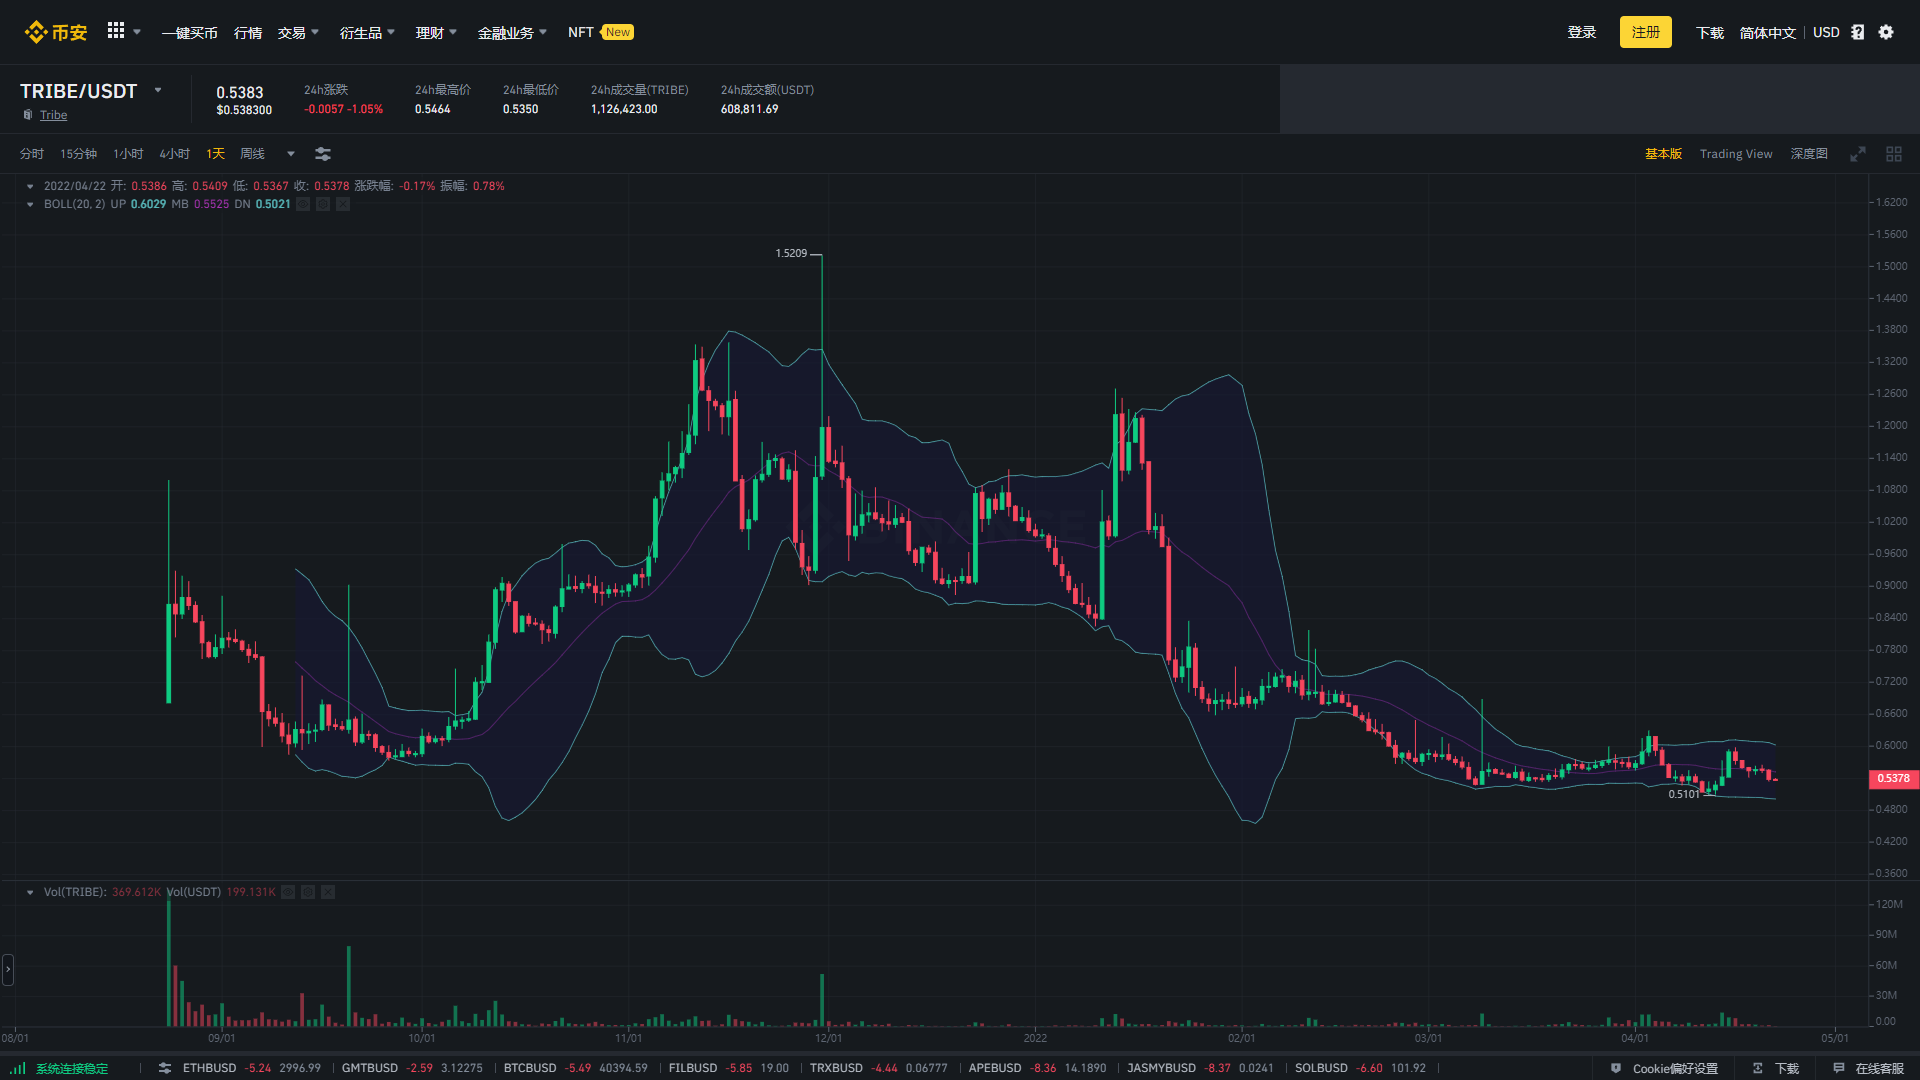 币安 一键买币 行情 交易 衍生品 理财 金融业务 NFT New 登录 注册 下载 简体中文 USD
TRIBE/USDT
Tribe
0.5383
$0.538300
24h涨跌
-0.0057 -1.05%
24h最高价
0.5464
24h最低价
0.5350
24h成交量(TRIBE)
1,126,423.00
24h成交额(USDT)
608,811.69
分时 15分钟 1小时 4小时 1天 周线 基本版 Trading View 深度图
2022/04/22 开: 0.5386 高: 0.5409 低: 0.5367 收: 0.5378 涨跌幅: -0.17% 振幅: 0.78%
BOLL(20, 2) UP 0.6029 MB 0.5525 DN 0.5021
1.6200
1.5600
1.5209
1.5000
1.4400
1.3800
1.3200
1.2600
1.2000
1.1400
1.0800
1.0200
0.9600
0.9000
0.8400
0.7800
0.7200
0.6600
0.6000
0.5378
0.5101
0.4800
0.4200
0.3600
Vol(TRIBE): 369.612K Vol(USDT) 199.131K
120M
90M
60M
30M
0.00
08/01 09/01 10/01 11/01 12/01 2022 02/01 03/01 04/01 05/01
系统连接稳定 ETHBUSD -5.24 2996.99 GMTBUSD -2.59 3.12275 BTCBUSD -5.49 40394.59 FILBUSD -5.85 19.00 TRXBUSD -4.44 0.06777 APEBUSD -8.36 14.1890 JASMYBUSD -8.37 0.0241 SOLBUSD -6.60 101.92 Cookie偏好设置 下载 在线客服